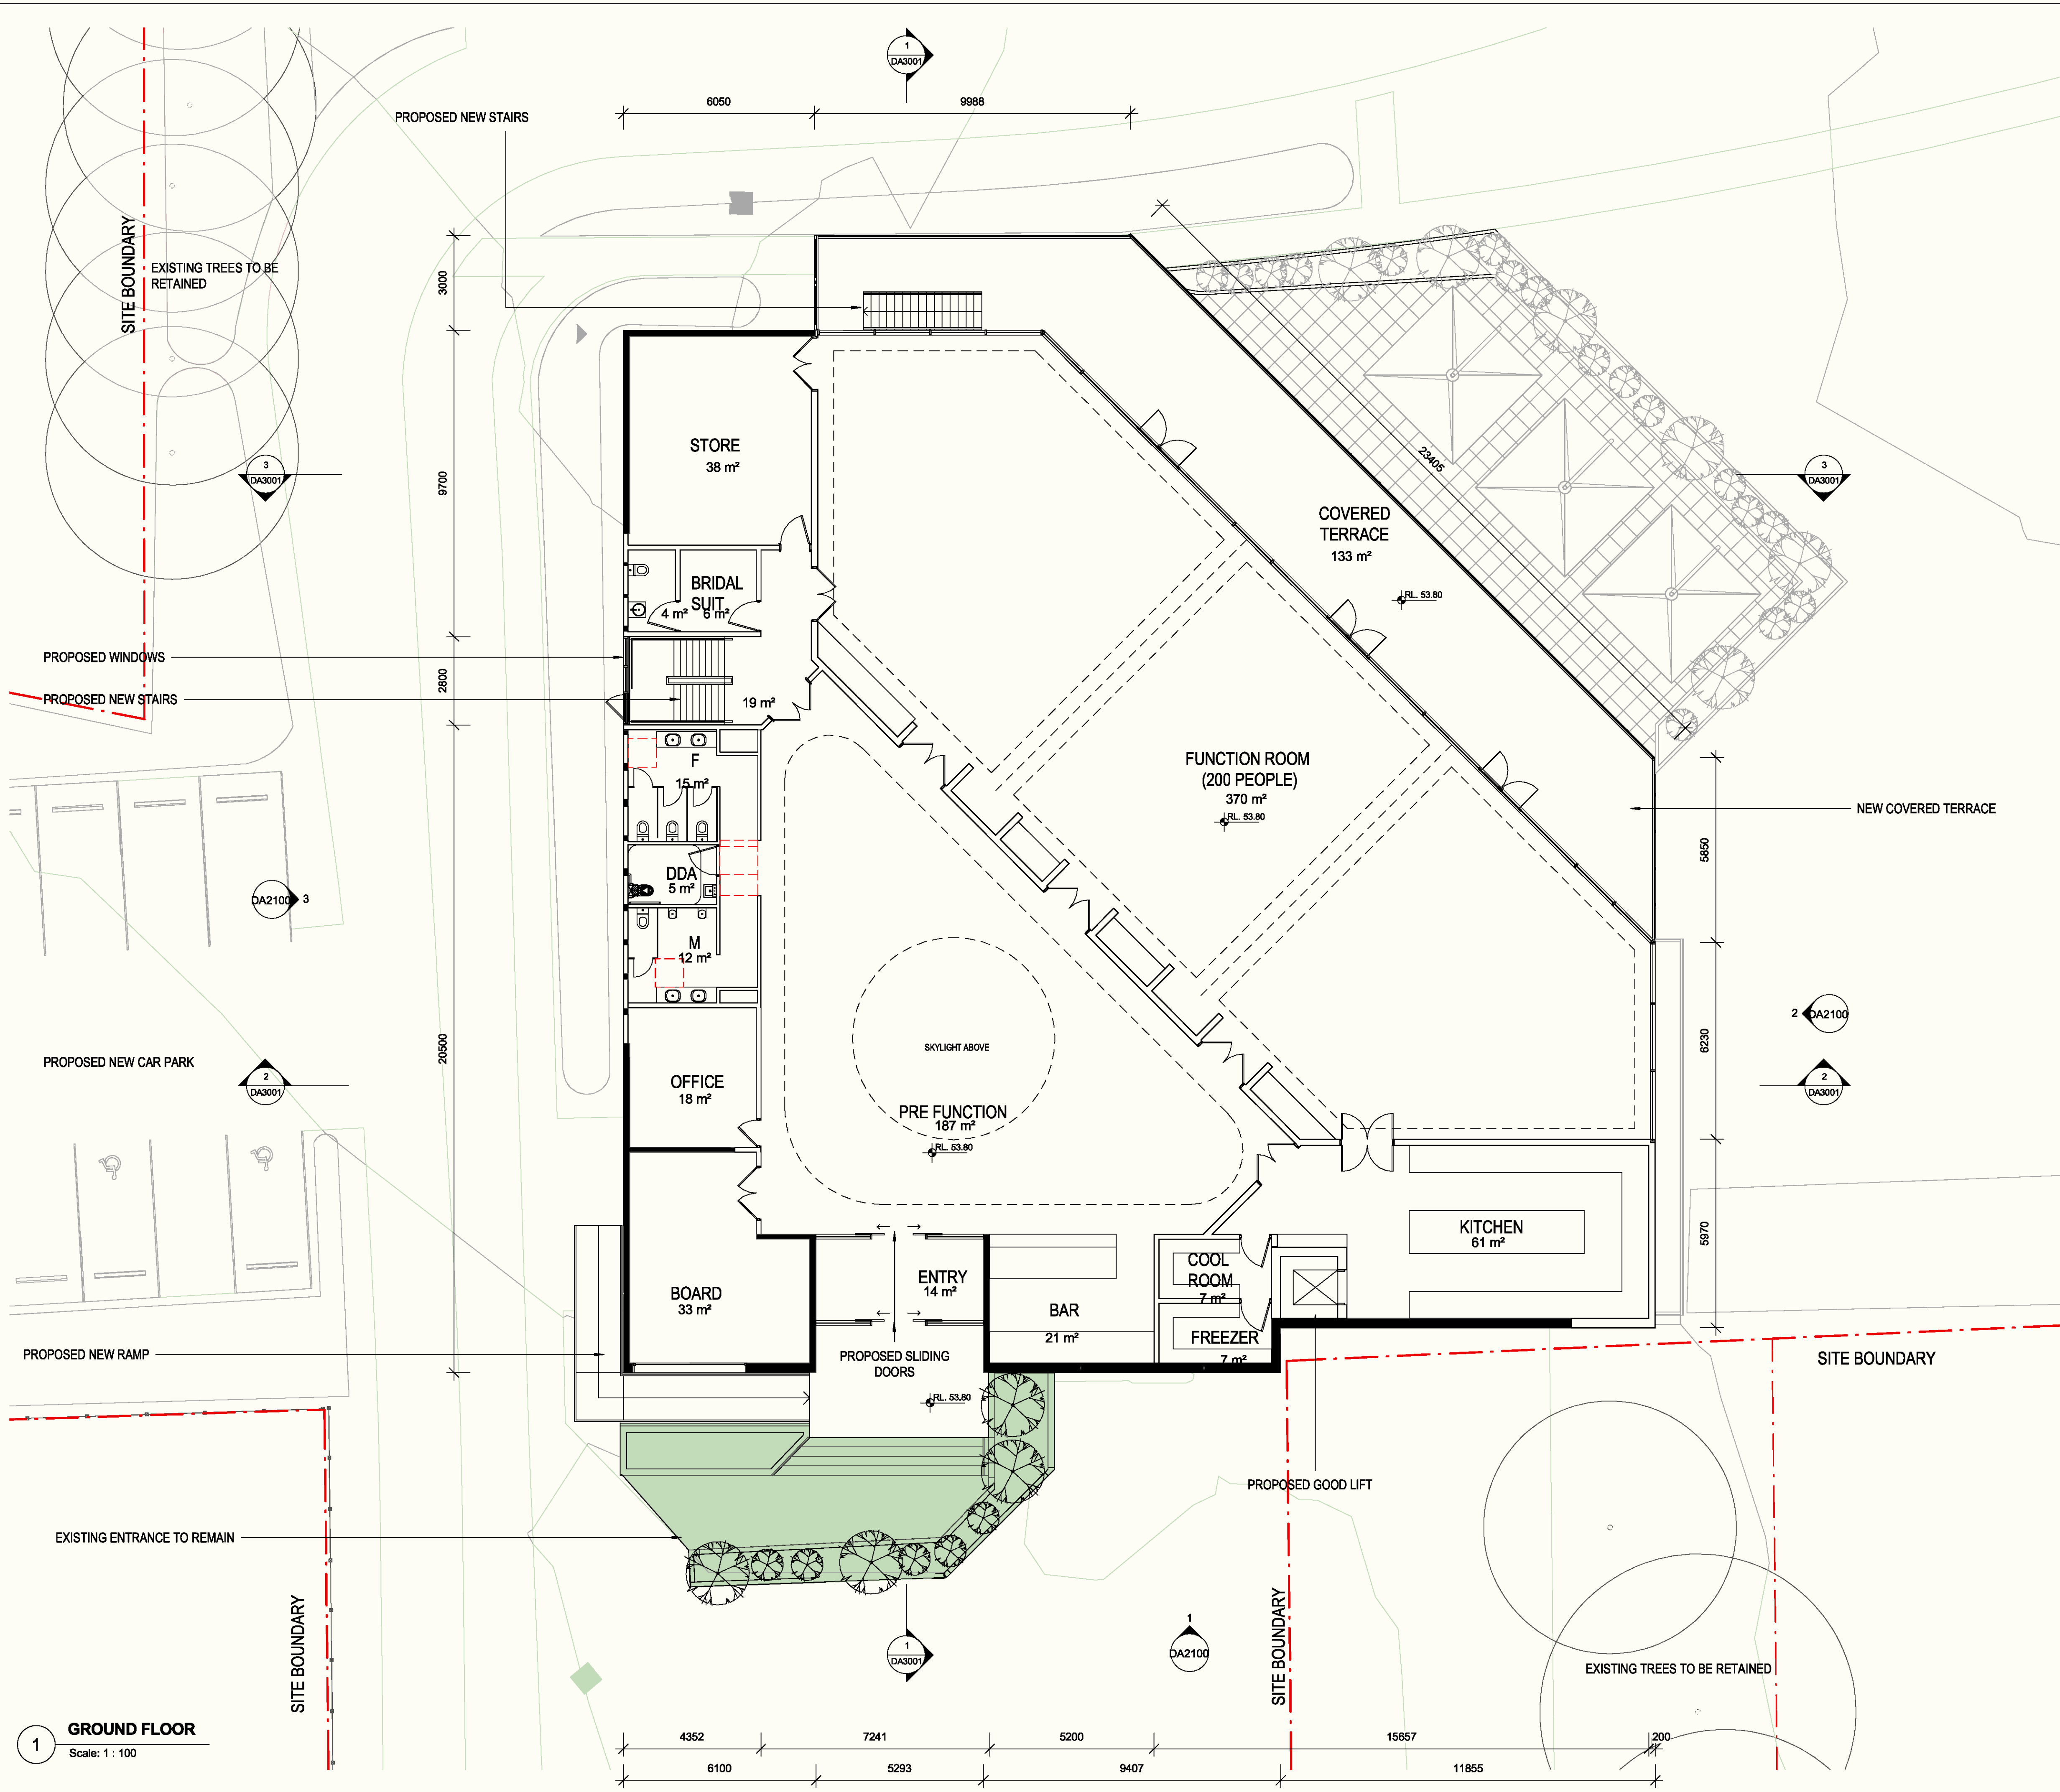 1
DA3001
6050
9988
PROPOSED NEW STAIRS
SITE BOUNDARY
EXISTING TREES TO BE
RETAINED
3000
STORE
38 m²
3
DA3001
9700
23405
3
DA3001
COVERED
TERRACE
133 m²
RL. 53.80
BRIDAL
SUIT
4 m²
6 m²
PROPOSED WINDOWS
PROPOSED NEW STAIRS
2800
19 m²
F
15 m²
FUNCTION ROOM
(200 PEOPLE)
370 m²
RL. 53.80
NEW COVERED TERRACE
5850
DDA
5 m²
DA2100
3
M
12 m²
2
DA2100
6230
20500
SKYLIGHT ABOVE
PROPOSED NEW CAR PARK
2
DA3001
2
DA3001
OFFICE
18 m²
PRE FUNCTION
187 m²
RL. 53.80
KITCHEN
61 m²
5970
COOL
ROOM
7 m²
ENTRY
14 m²
BOARD
33 m²
BAR
21 m²
FREEZER
7 m²
PROPOSED NEW RAMP
PROPOSED SLIDING
DOORS
SITE BOUNDARY
RL. 53.80
PROPOSED GOOD LIFT
EXISTING ENTRANCE TO REMAIN
SITE BOUNDARY
1
DA3001
1
DA2100
SITE BOUNDARY
EXISTING TREES TO BE RETAINED
1
GROUND FLOOR
Scale: 1 : 100
4352
7241
5200
15657
200
6100
5293
9407
11855